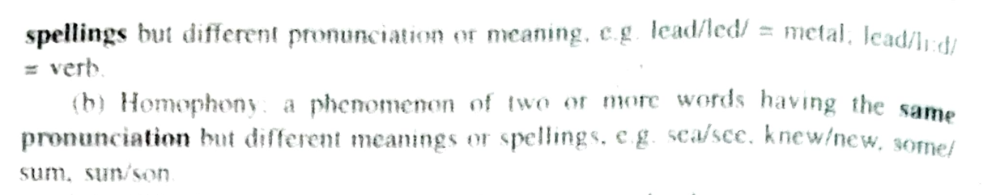 spellings but different pronunciation or meaning, e.g. lead/led/ = metal; lead/li:d/
= verb.
(b) Homophony: a phenomenon of two or more words having the same
pronunciation but different meanings or spellings, e.g. sea/see, knew/new, some/
sum, sun/son.